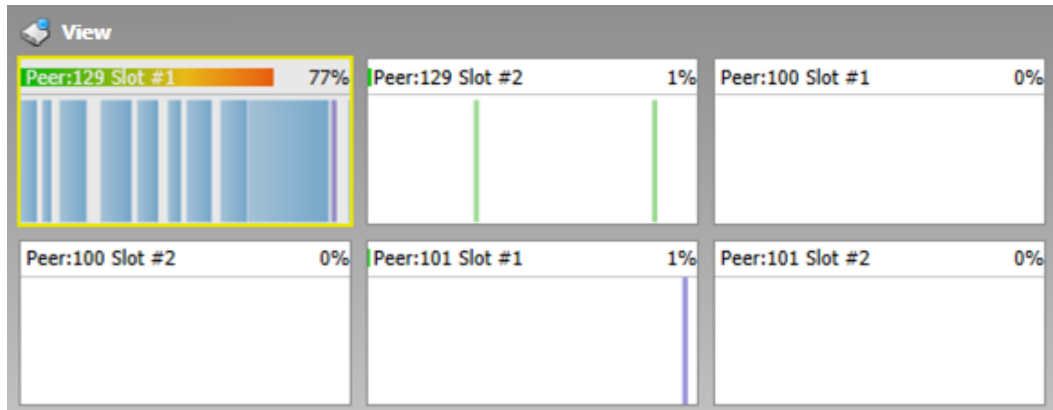 View
Peer:129 Slot #1 77%
Peer:129 Slot #2 1%
Peer:100 Slot #1 0%
Peer:100 Slot #2 0%
Peer:101 Slot #1 1%
Peer:101 Slot #2 0%